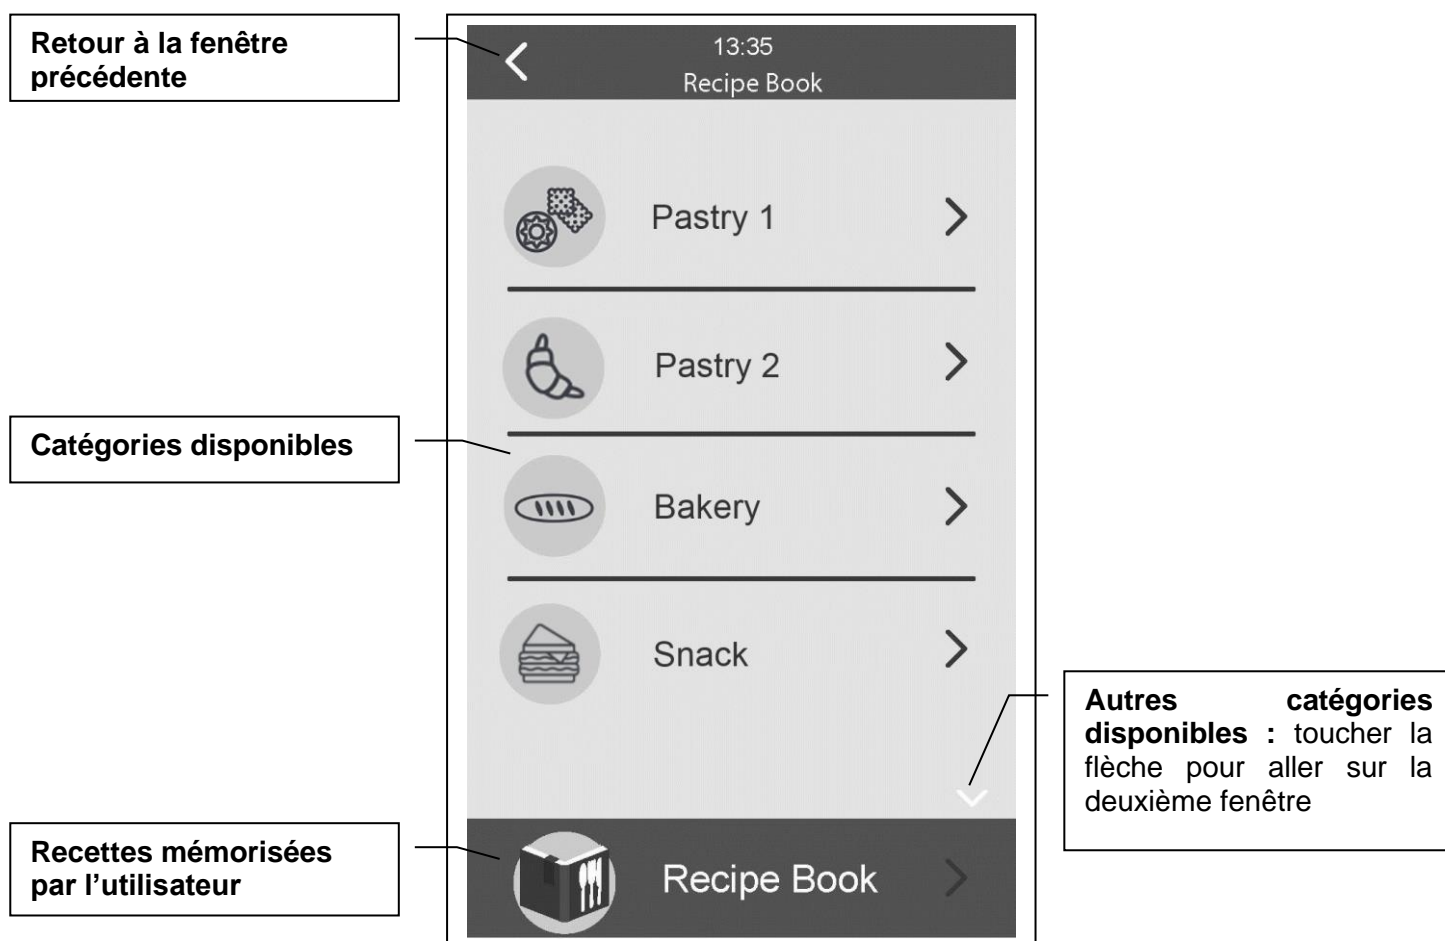 Retour à la fenêtre
précédente
13:35
Recipe Book
Pastry 1
Pastry 2
Catégories disponibles
Bakery
Snack
Autres catégories
disponibles : toucher la
flèche pour aller sur la
deuxième fenêtre
Recettes mémorisées
par l’utilisateur
Recipe Book